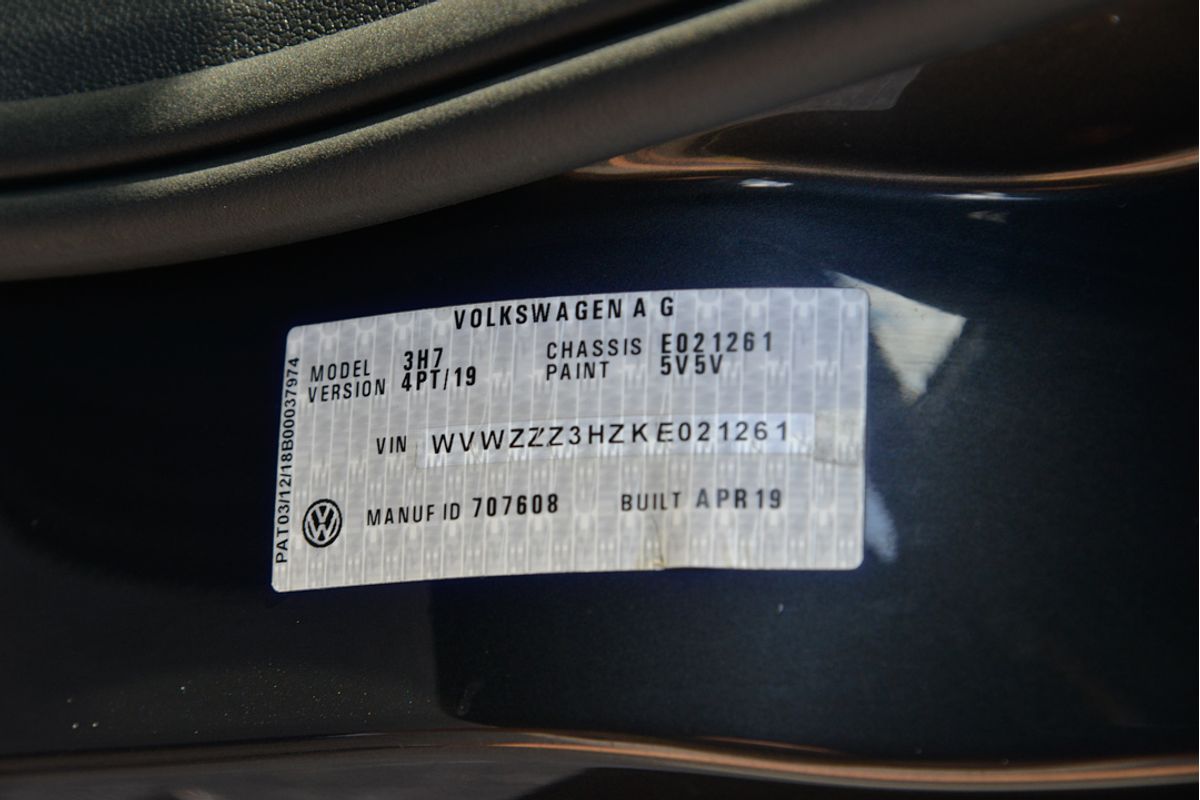 VOLKSWAGEN A G
MODEL 3H7 CHASSIS E021261
VERSION 4PT/19 PAINT 5V5V
VIN WVWZZZ3HZKE021261
MANUF ID 707608 BUILT APR 19
PAT03/12/18B00037974